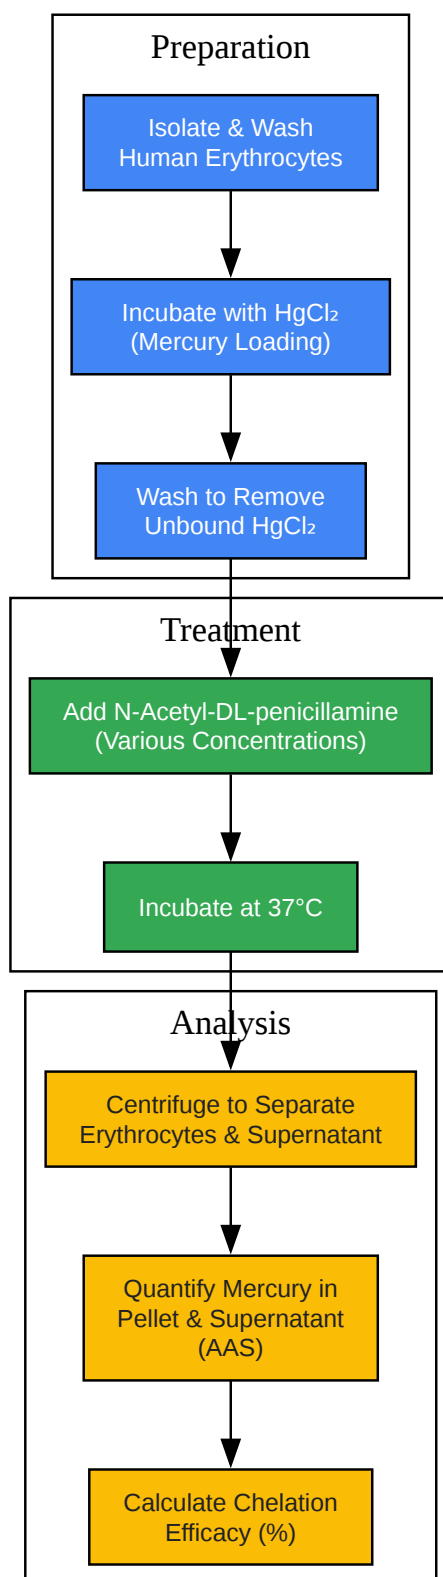 Preparation
Isolate & Wash
Human Erythrocytes
Incubate with HgCl₂
(Mercury Loading)
Wash to Remove
Unbound HgCl₂
Treatment
Add N-Acetyl-DL-penicillamine
(Various Concentrations)
Incubate at 37°C
Analysis
Centrifuge to Separate
Erythrocytes & Supernatant
Quantify Mercury in
Pellet & Supernatant
(AAS)
Calculate Chelation
Efficacy (%)